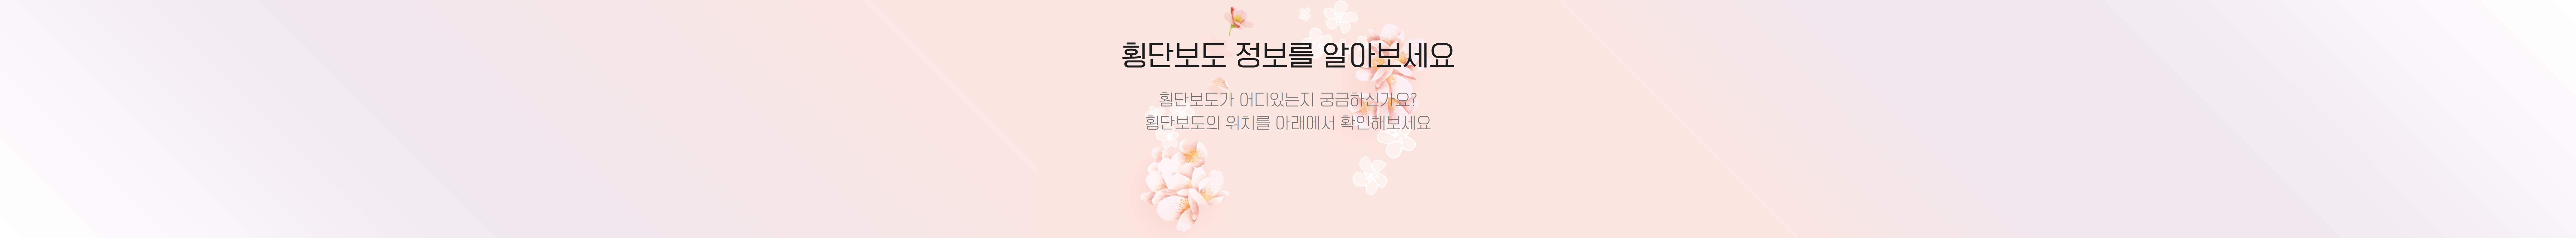 횡단보도 정보를 알아보세요
횡단보도가 어디있는지 궁금하신가요?
횡단보도의 위치를 아래에서 확인해보세요